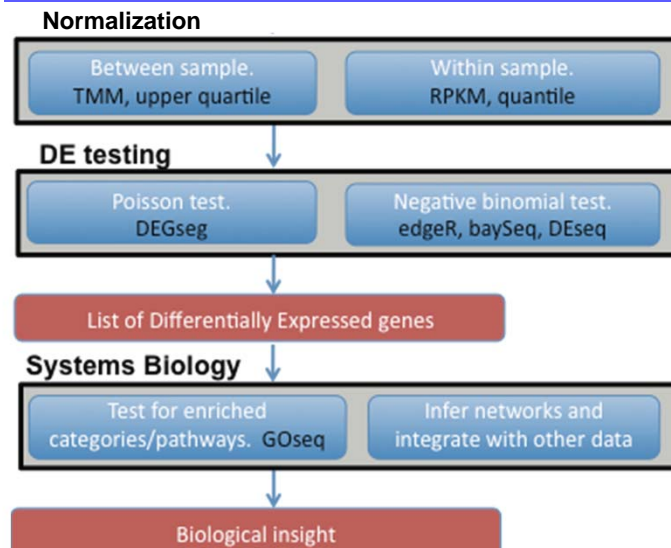 Normalization
Between sample.
TMM, upper quartile
Within sample.
RPKM, quantile
DE testing
Poisson test.
DEGseg
Negative binomial test.
edgeR, baySeq, DEseq
List of Differentially Expressed genes
Systems Biology
Test for enriched
categories/pathways. GOseq
Infer networks and
integrate with other data
Biological insight